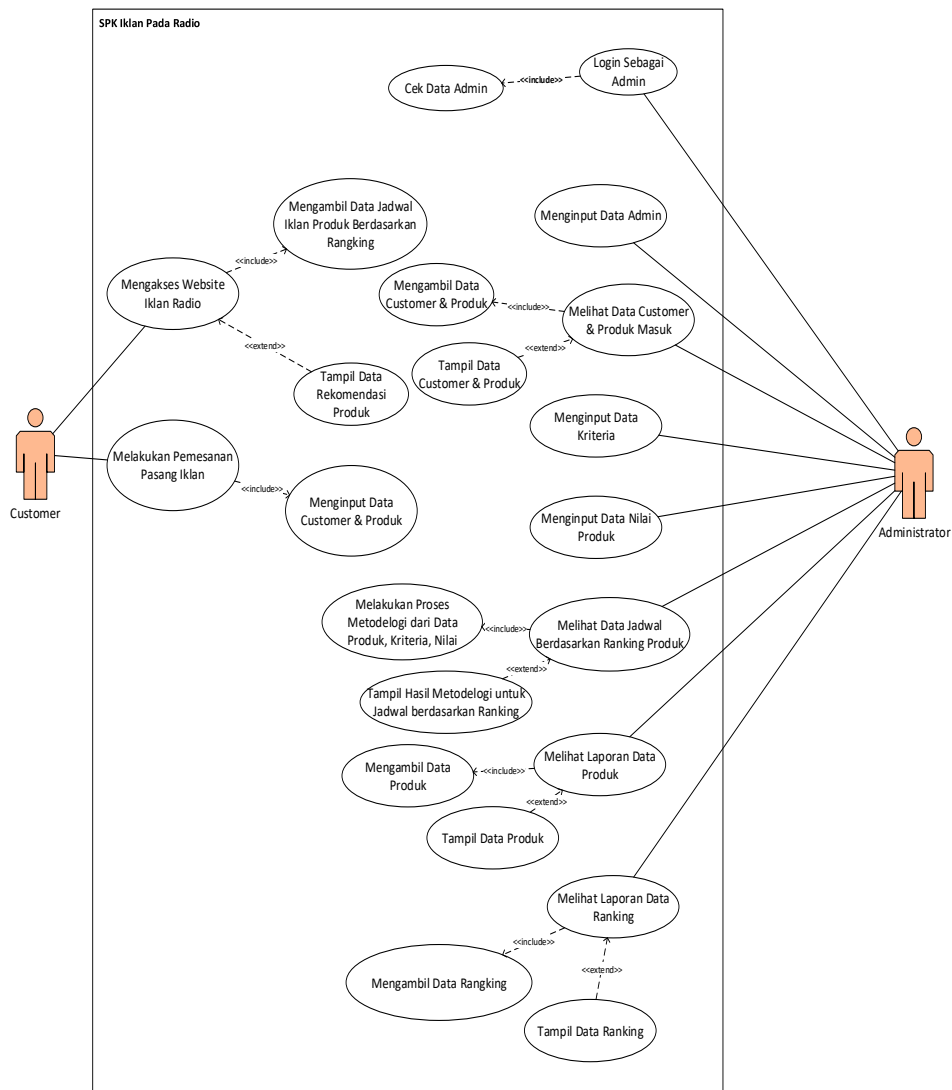 SPK Iklan Pada Radio
Login Sebagai
Admin
<<include>>
Cek Data Admin
Mengambil Data Jadwal
Iklan Produk Berdasarkan
Rangking
Menginput Data Admin
<<include>>
Mengakses Website
Iklan Radio
Mengambil Data
Customer & Produk
<<include>>
Melihat Data Customer
& Produk Masuk
<<extend>>
<<extend>>
Tampil Data
Customer & Produk
Tampil Data
Rekomendasi
Produk
Menginput Data
Kriteria
Melakukan Pemesanan
Pasang Iklan
<<include>>
Menginput Data
Customer & Produk
Customer
Menginput Data Nilai
Produk
Administrator
Melakukan Proses
Metodelogi dari Data
Produk, Kriteria, Nilai
<<include>>
Melihat Data Jadwal
Berdasarkan Ranking Produk
<<extend>>
Tampil Hasil Metodelogi untuk
Jadwal berdasarkan Ranking
Mengambil Data
Produk
<<include>>
Melihat Laporan Data
Produk
<<extend>>
Tampil Data Produk
Melihat Laporan Data
Ranking
<<include>>
Mengambil Data Rangking
<<extend>>
Tampil Data Ranking